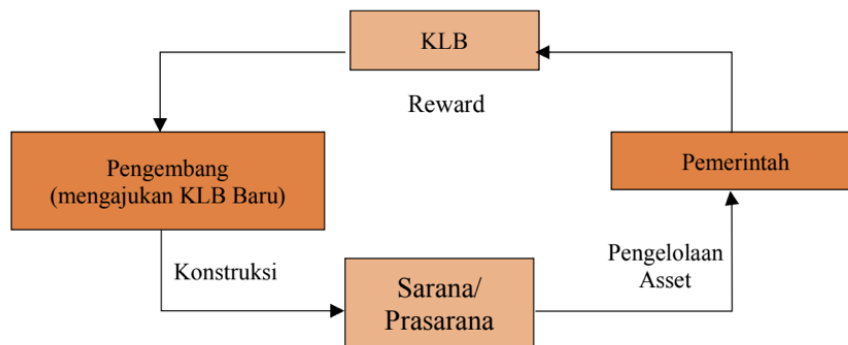 KLB
Reward
Pengembang
(mengajukan KLB Baru)
Pemerintah
Konstruksi
Sarana/
Prasarana
Pengelolaan
Asset